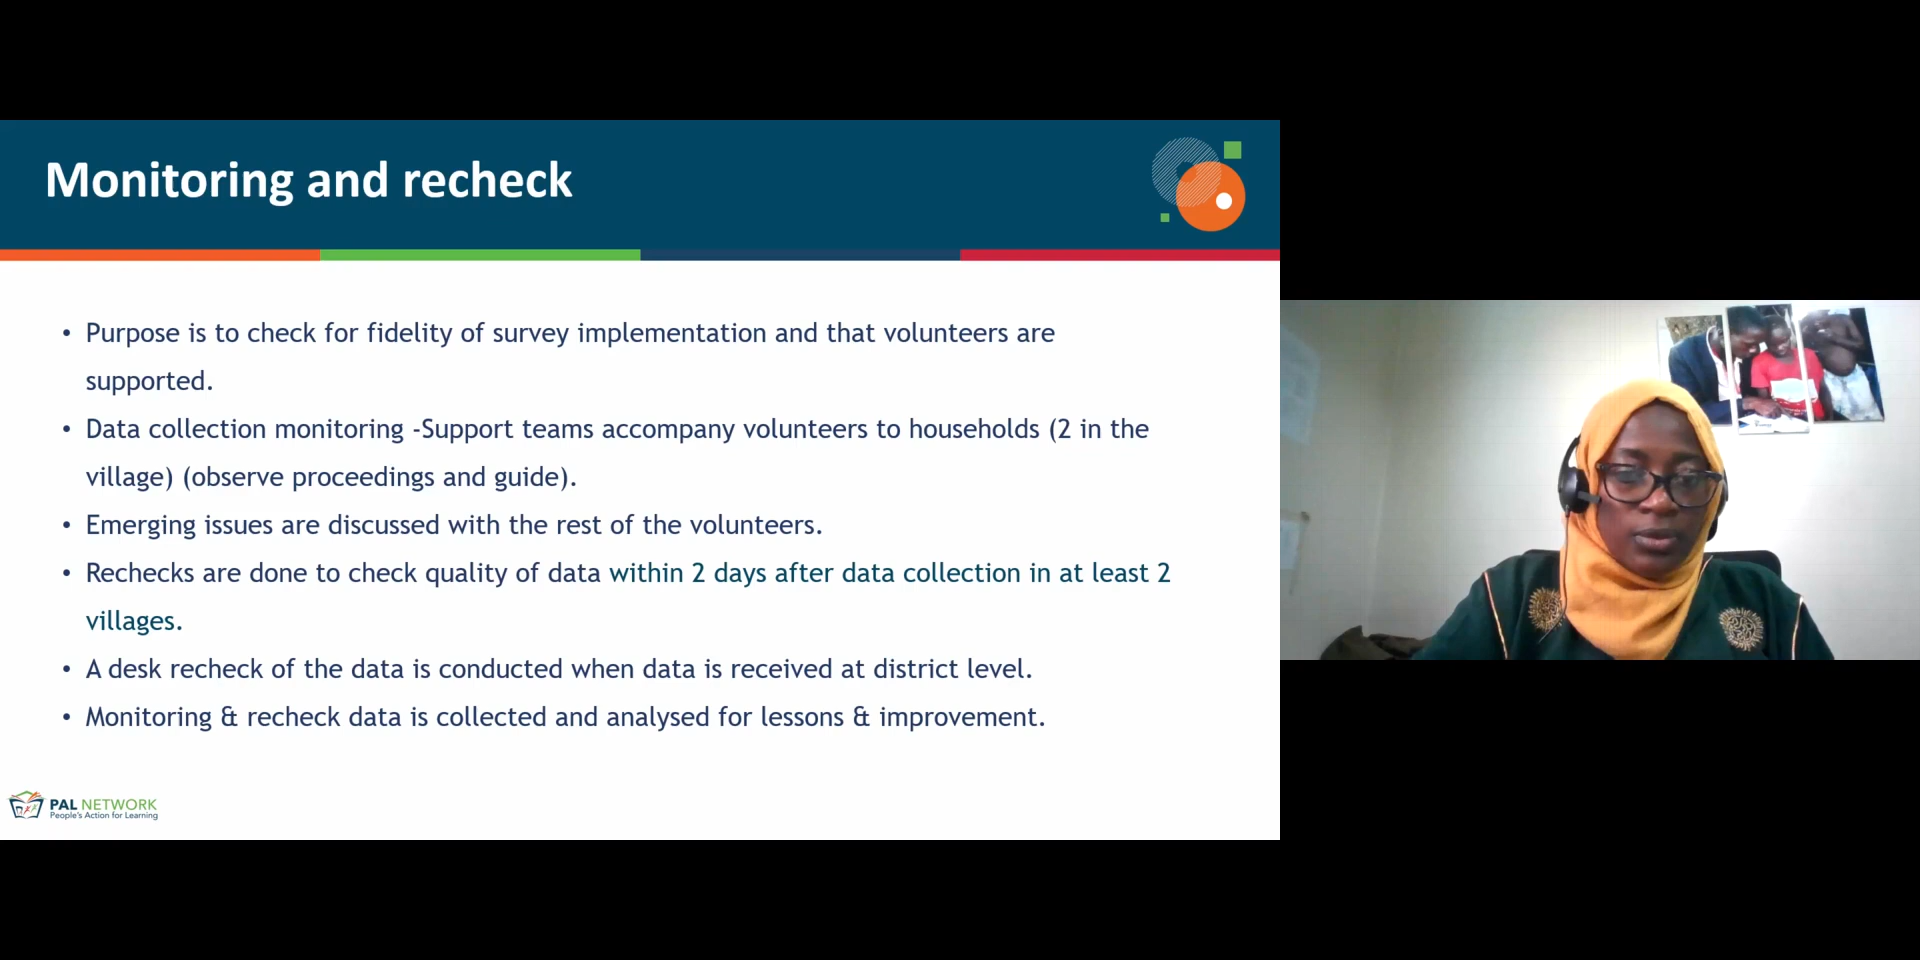 Monitoring and recheck
• Purpose is to check for fidelity of survey implementation and that volunteers are
supported.
• Data collection monitoring -Support teams accompany volunteers to households (2 in the
village) (observe proceedings and guide).
• Emerging issues are discussed with the rest of the volunteers.
• Rechecks are done to check quality of data within 2 days after data collection in at least 2
villages.
• A desk recheck of the data is conducted when data is received at district level.
• Monitoring & recheck data is collected and analysed for lessons & improvement.
PAL NETWORK
People's Action for Learning